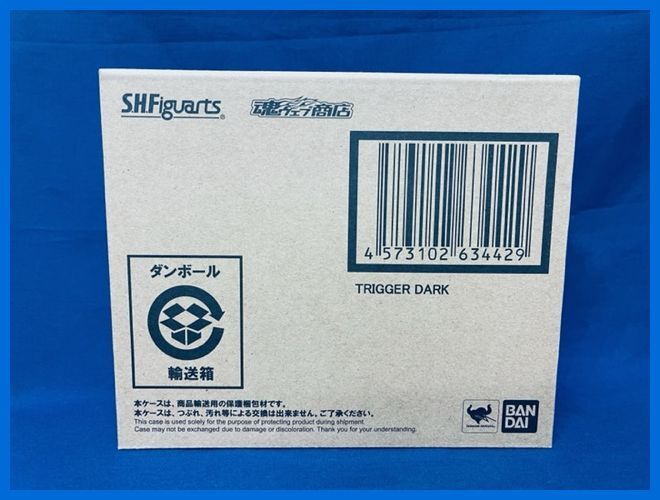 S.H.Figuarts®
魂ウェブ商店
4 573102 634429
TRIGGER DARK
ダンボール
輸送箱
本ケースは、商品輸送用の保護梱包材です。
本ケースは、つぶれ、汚れ等による交換は出来ません。ご了承ください。
This case is used solely for the purpose of protecting product during shipment.
Case may not be exchanged due to damage or discoloration. Thank you for your understanding.
BAN
DAI